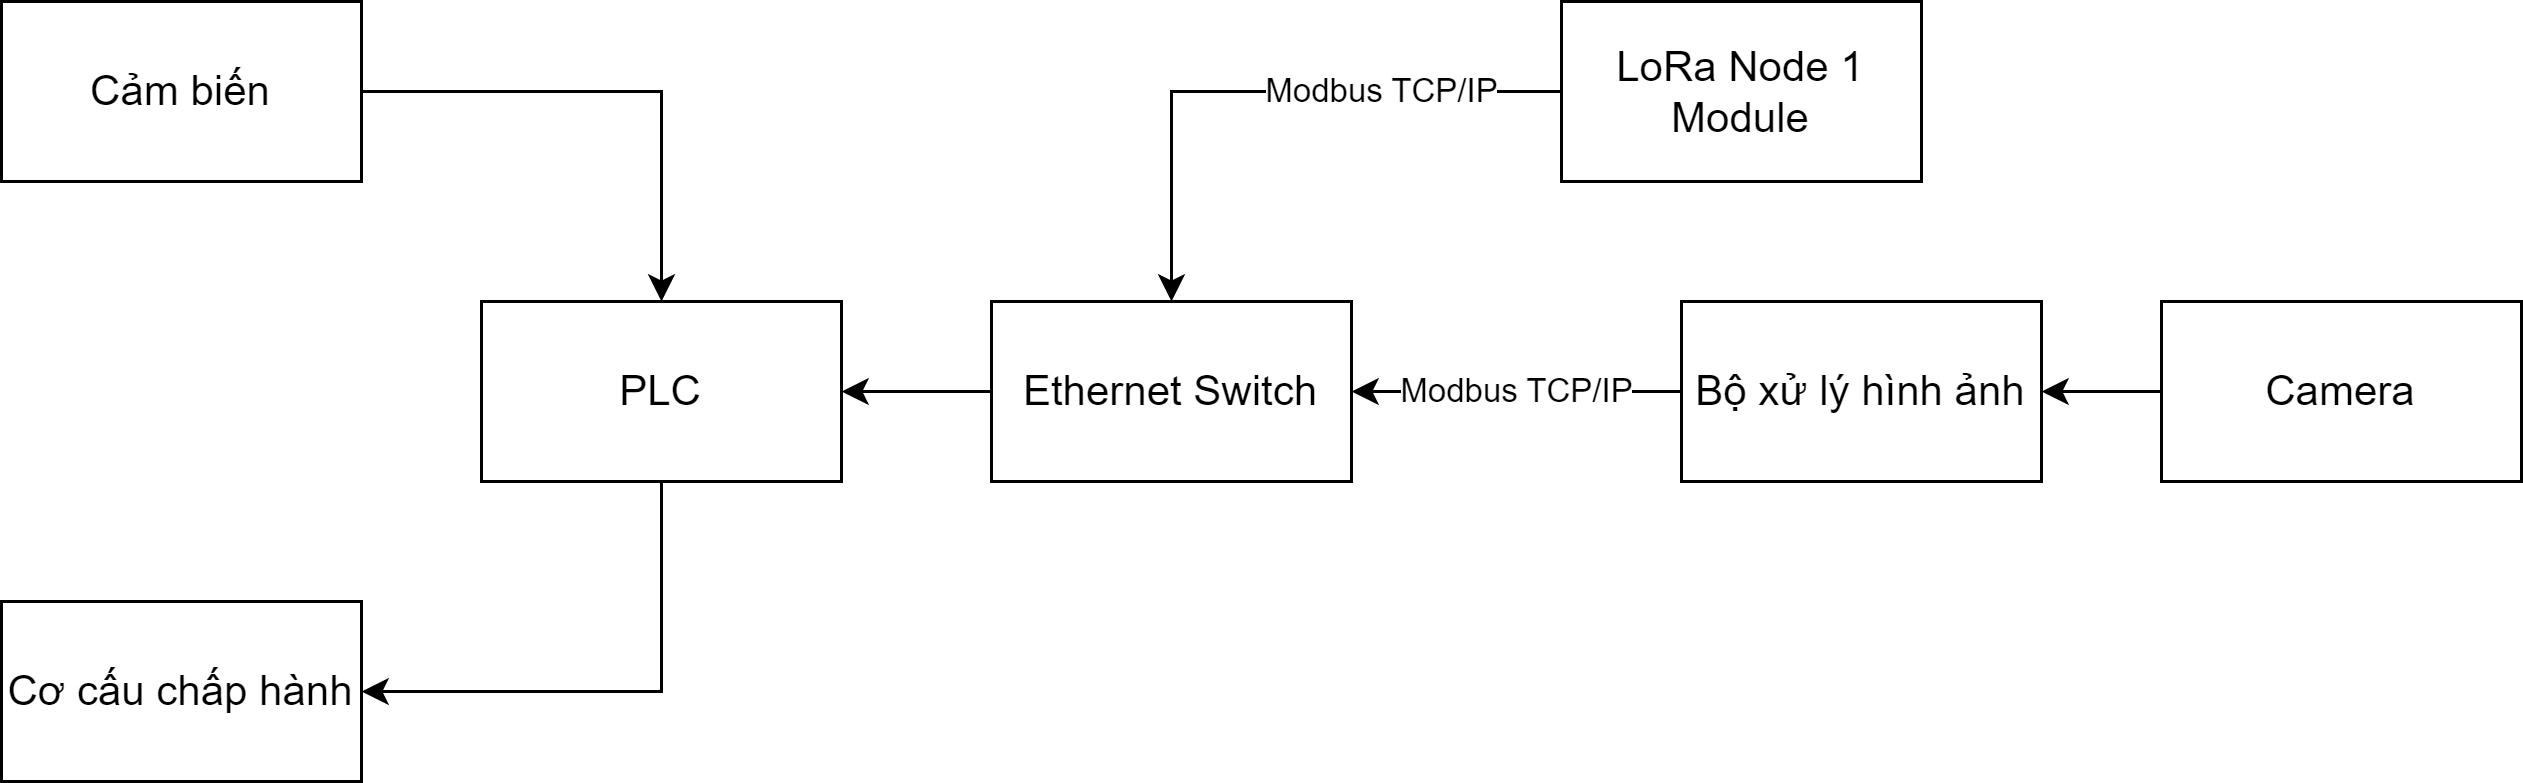 Cảm biến
Modbus TCP/IP
LoRa Node 1
Module
PLC
Ethernet Switch
Modbus TCP/IP
Bộ xử lý hình ảnh
Camera
Cơ cấu chấp hành